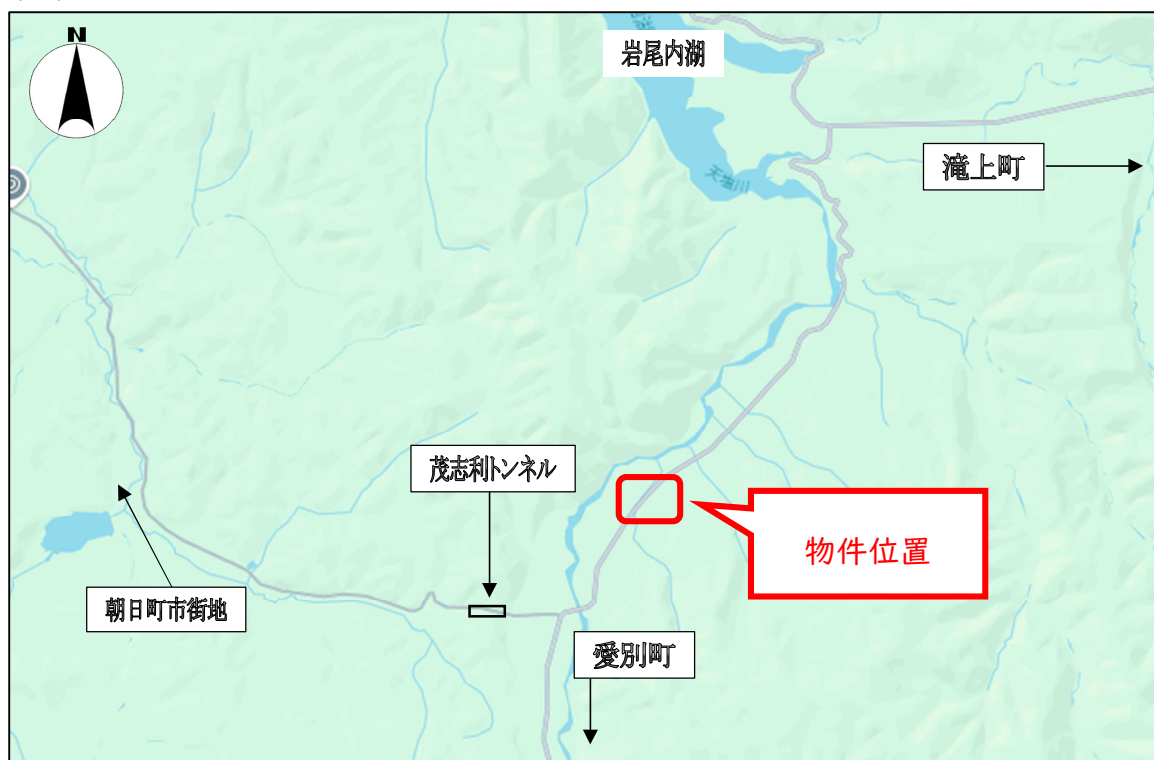 N
岩尾内湖
滝上町
天塩川
茂志利トンネル
物件位置
朝日町市街地
愛別町